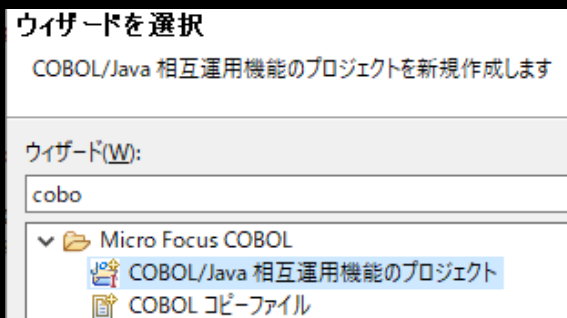 ウィザードを選択
COBOL/Java 相互運用機能のプロジェクトを新規作成します
ウィザード(W):
cobo
Micro Focus COBOL
COBOL/Java 相互運用機能のプロジェクト
COBOL コピーファイル